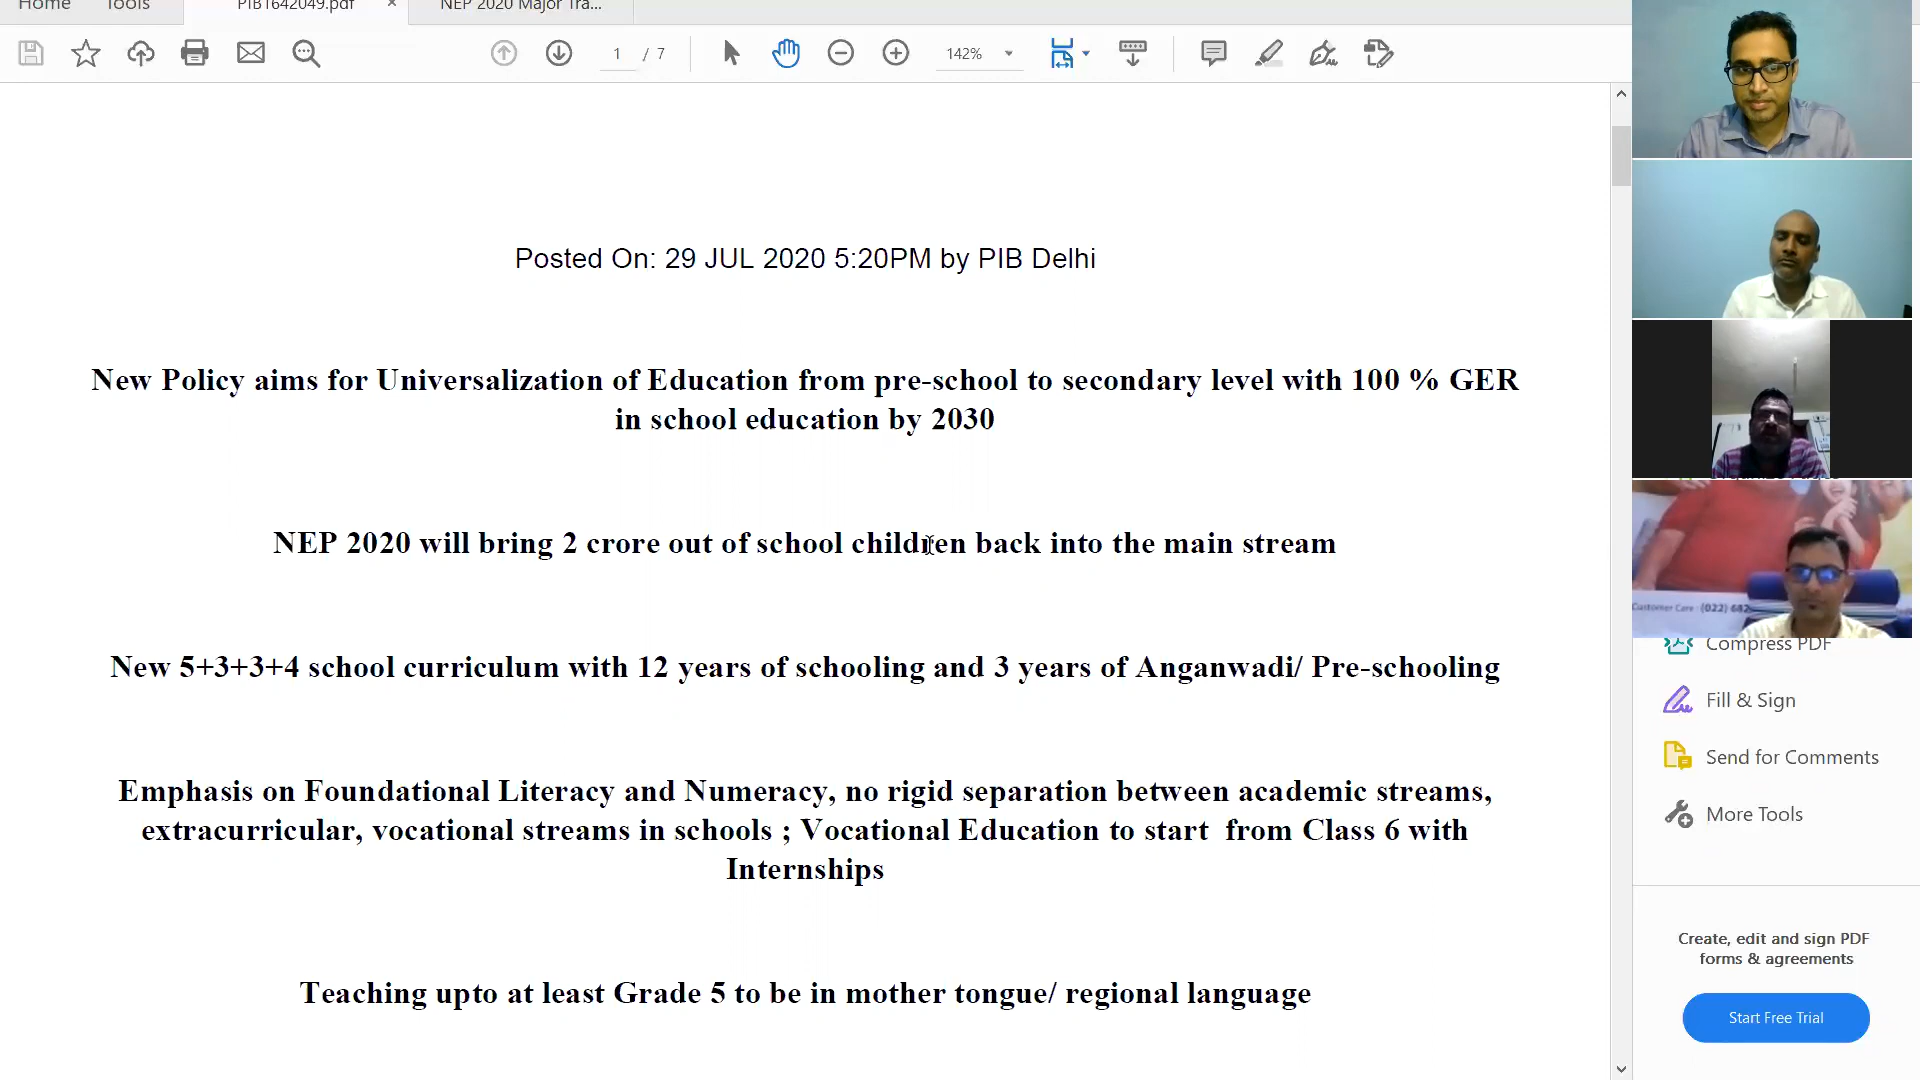 Home
Tools
PIB1642049.pdf
×
NEP 2020 Major Tra...
1 / 7
142%
Posted On: 29 JUL 2020 5:20PM by PIB Delhi
New Policy aims for Universalization of Education from pre-school to secondary level with 100 % GER
in school education by 2030
NEP 2020 will bring 2 crore out of school children back into the main stream
New 5+3+3+4 school curriculum with 12 years of schooling and 3 years of Anganwadi/ Pre-schooling
Emphasis on Foundational Literacy and Numeracy, no rigid separation between academic streams,
extracurricular, vocational streams in schools ; Vocational Education to start from Class 6 with
Internships
Teaching upto at least Grade 5 to be in mother tongue/ regional language
Customer Care : (022) 682
Compress PDF
Fill & Sign
Send for Comments
More Tools
Create, edit and sign PDF
forms & agreements
Start Free Trial